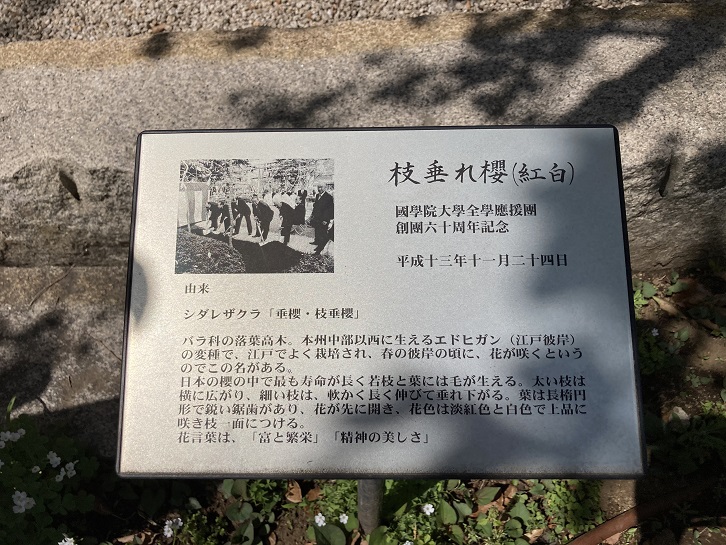 枝垂れ櫻(紅白)
國學院大學全學應援團
創團六十周年記念
平成十三年十一月二十四日
由来
シダレザクラ「垂櫻・枝垂櫻」
バラ科の落葉高木。本州中部以西に生えるエドヒガン（江戸彼岸）
の変種で、江戸でよく栽培され、春の彼岸の頃に、花が咲くという
のでこの名がある。
日本の櫻の中で最も寿命が長く若枝と葉には毛が生える。太い枝は
横に広がり、細い枝は、軟かく長く伸びて垂れ下がる。葉は長楕円
形で鋭い鋸歯があり、花が先に開き、花色は淡紅色と白色で上品に
咲き枝一面につける。
花言葉は、「富と繁栄」「精神の美しさ」